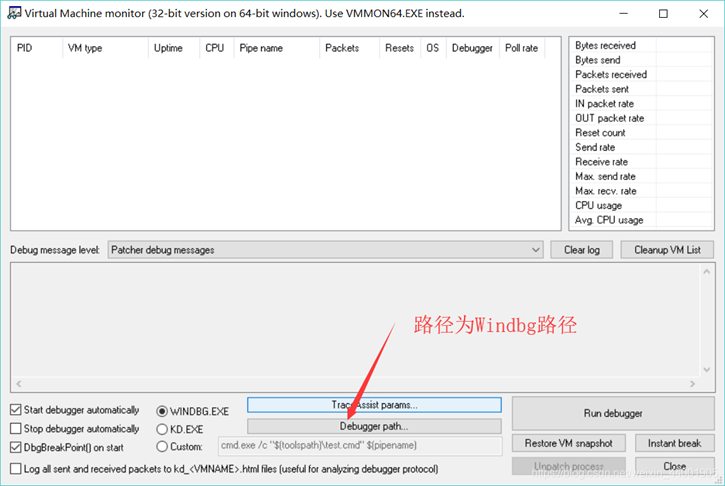 Virtual Machine monitor (32-bit version on 64-bit windows). Use VMMON64.EXE instead.
PID VM type Uptime CPU Pipe name Packets Resets OS Debugger Poll rate
Bytes received
Bytes send
Packets received
Packets sent
IN packet rate
OUT packet rate
Reset count
Send rate
Receive rate
Max. send rate
Max. recv. rate
CPU usage
Avg. CPU usage
Debug message level: Patcher debug messages Clear log Cleanup VM List
路径为Windbg路径
Start debugger automatically WINDBG.EXE TraceAssist params... Run debugger
Stop debugger automatically KD.EXE Debugger path...
DbgBreakPoint() on start Custom: cmd.exe /c "$(toolspath)\test.cmd" $(pipename) Restore VM snapshot Instant break
Log all sent and received packets to kd_<VMNAME>.html files (useful for analyzing debugger protocol) Unpatch process Close